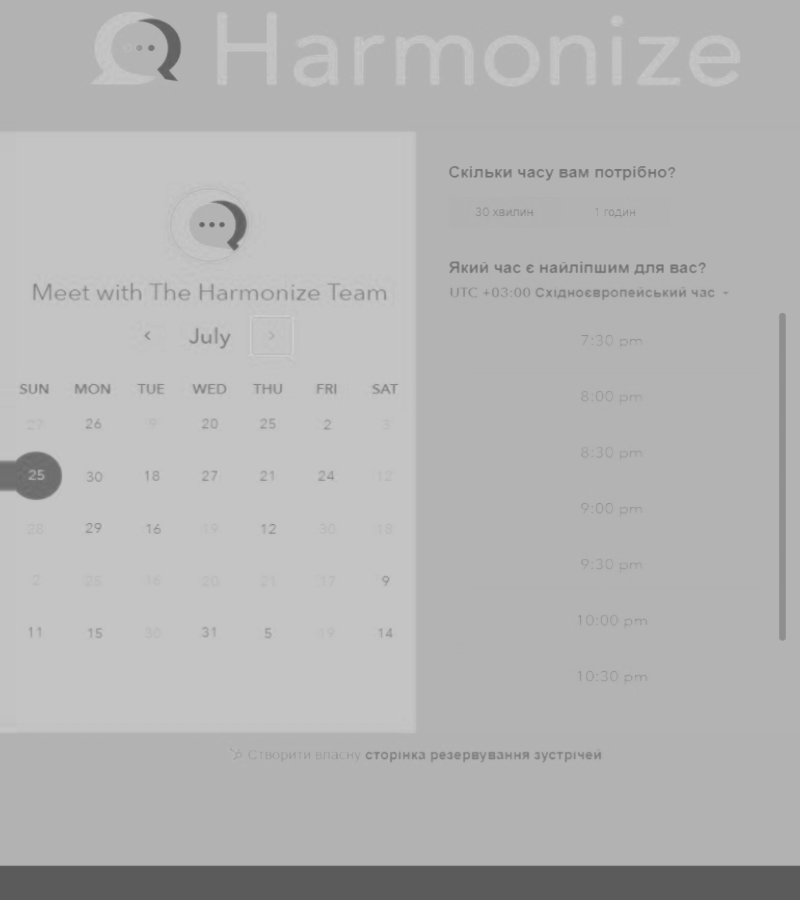 Harmonize
Meet with The Harmonize Team
July
SUN MON TUE WED THU FRI SAT
27 26 9 20 25 2 3
25 30 18 27 21 24 12
28 29 16 19 12 30 18
2 25 16 20 21 17 9
11 15 30 31 5 19 14
Скільки часу вам потрібно?
30 хвилин 1 годин
Який час є найліпшим для вас?
UTC +03:00 Східноєвропейський час
7:30 pm
8:00 pm
8:30 pm
9:00 pm
9:30 pm
10:00 pm
10:30 pm
Створити власну сторінка резервування зустрічей